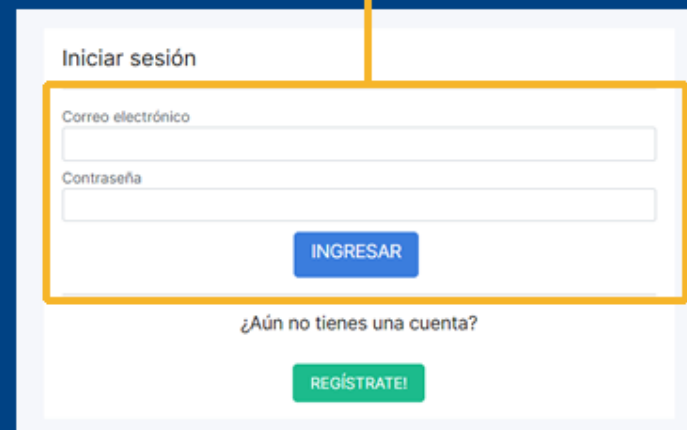 Iniciar sesión
Correo electrónico
Contraseña
INGRESAR
¿Aún no tienes una cuenta?
REGÍSTRATE!